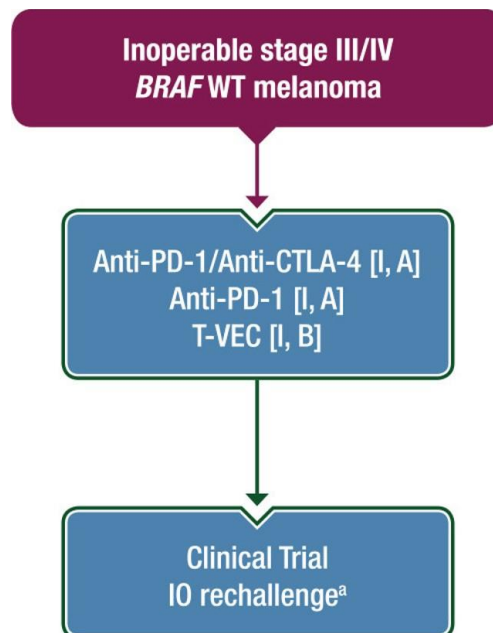 Inoperable stage III/IV
BRAF WT melanoma
Anti-PD-1/Anti-CTLA-4 [I, A]
Anti-PD-1 [I, A]
T-VEC [I, B]
Clinical Trial
IO rechallengeᵃ